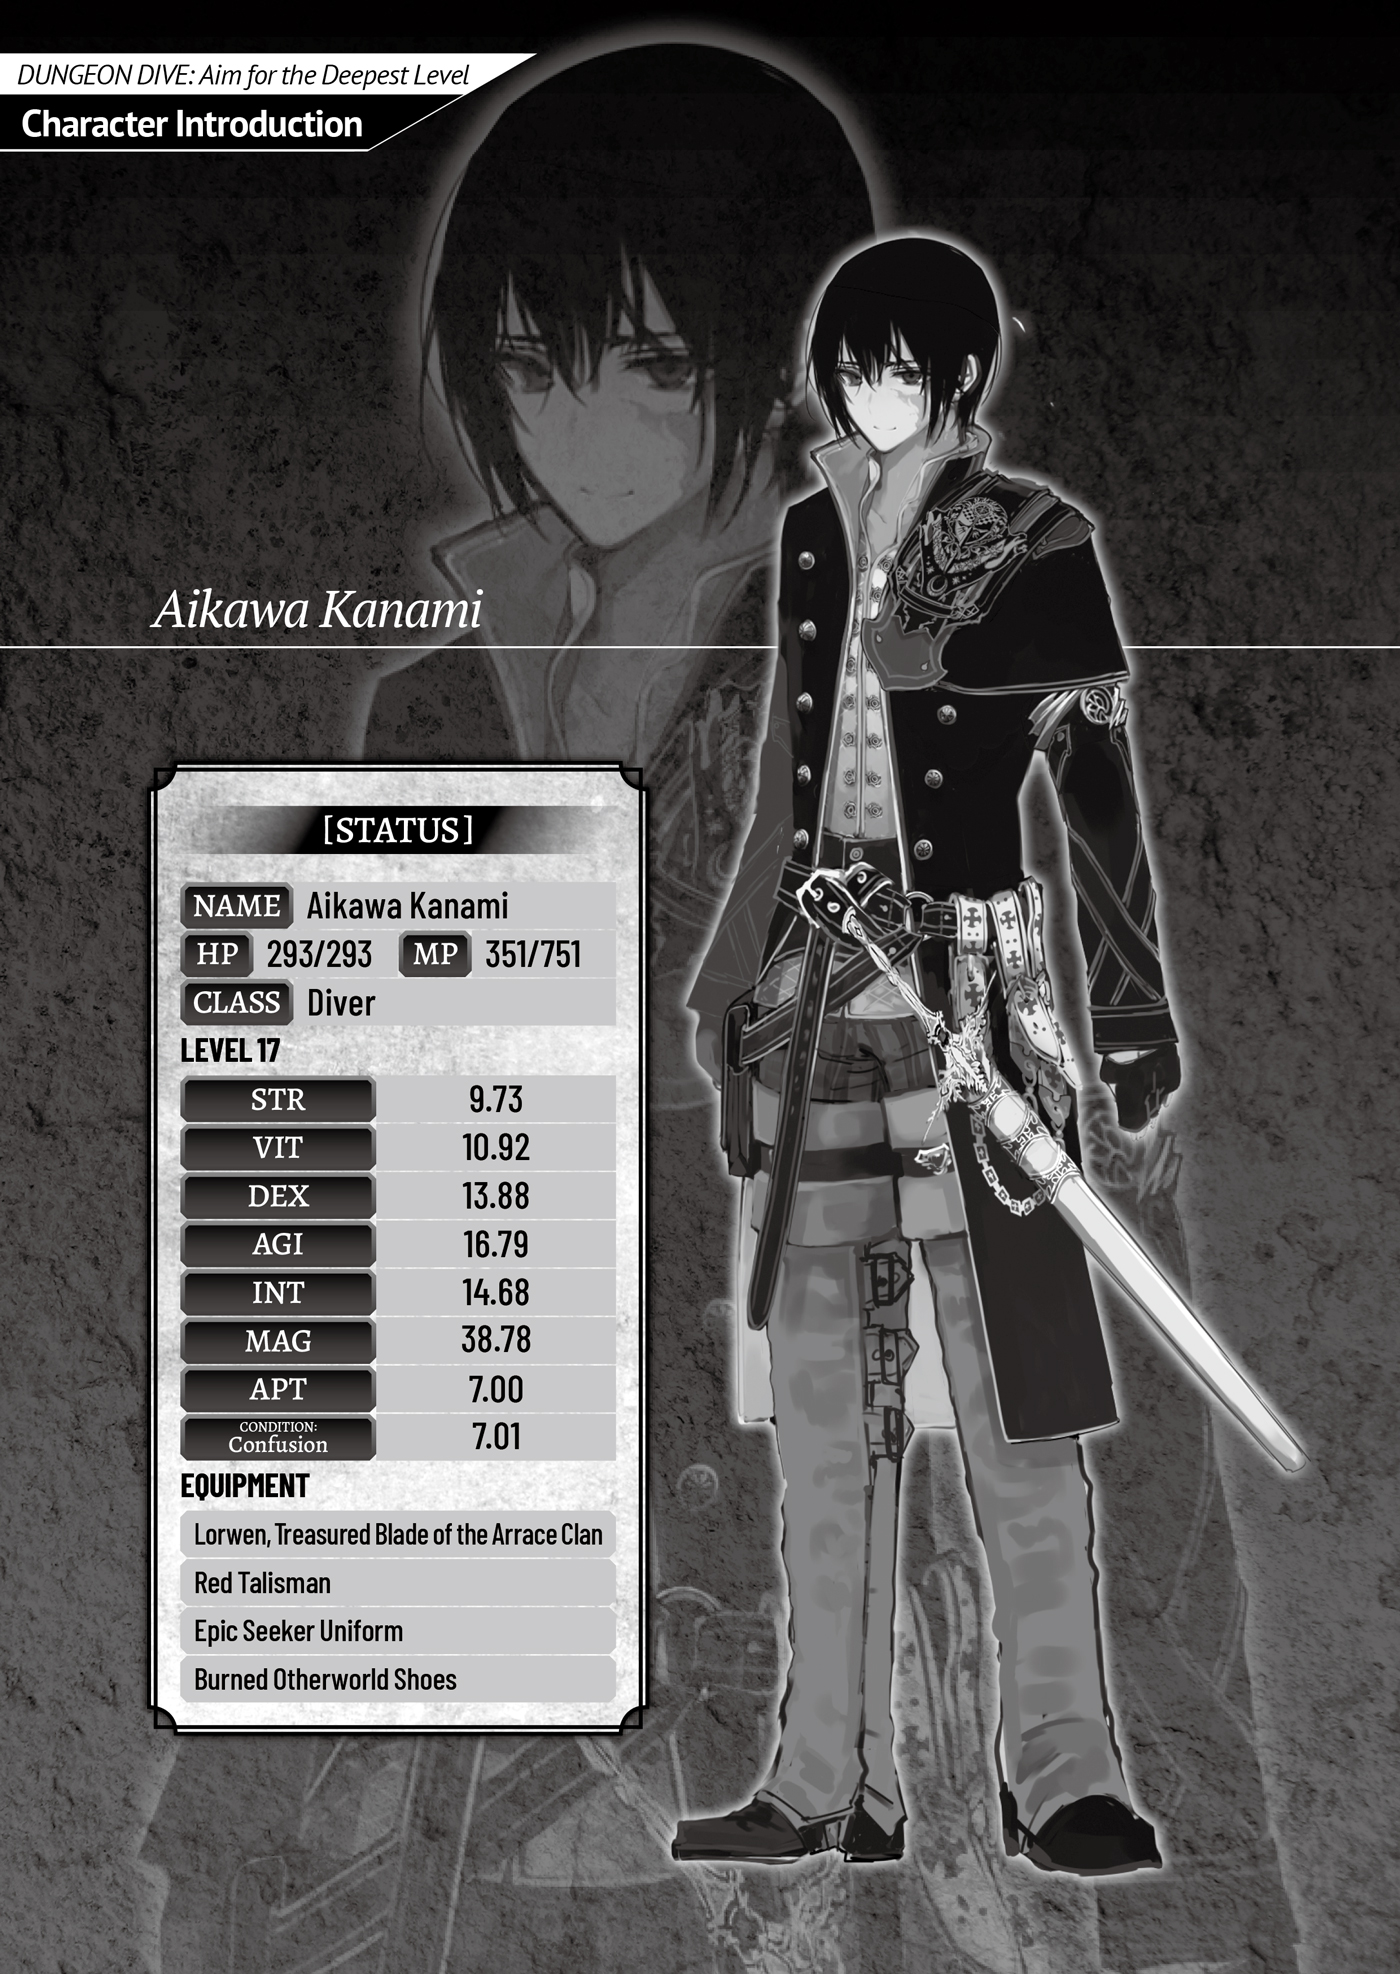 DUNGEON DIVE: Aim for the Deepest Level
Character Introduction
Aikawa Kanami
[STATUS]
NAME Aikawa Kanami
HP 293/293 MP 351/751
CLASS Diver
LEVEL 17
STR 9.73
VIT 10.92
DEX 13.88
AGI 16.79
INT 14.68
MAG 38.78
APT 7.00
CONDITION:
Confusion 7.01
EQUIPMENT
Lorwen, Treasured Blade of the Arrace Clan
Red Talisman
Epic Seeker Uniform
Burned Otherworld Shoes